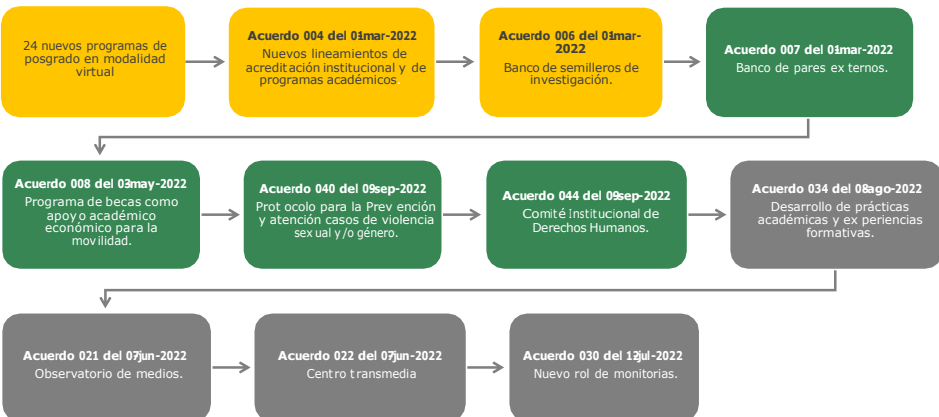 24 nuevos programas de
posgrado en modalidad
virtual
Acuerdo 004 del 01mar-2022
Nuevos lineamientos de
acreditación institucional y de
programas académicos.
Acuerdo 006 del 01mar-
2022
Banco de semilleros de
investigación.
Acuerdo 007 del 01mar-2022
Banco de pares ex ternos.
Acuerdo 008 del 03may-2022
Programa de becas como
apoyo académico
económico para la
movilidad.
Acuerdo 040 del 09sep-2022
Prot ocolo para la Prev ención
y atención casos de violencia
sexual y/o género.
Acuerdo 044 del 09sep-2022
Comité Institucional de
Derechos Humanos.
Acuerdo 034 del 08ago-2022
Desarrollo de prácticas
académicas y ex periencias
formativas.
Acuerdo 021 del 07jun-2022
Observatorio de medios.
Acuerdo 022 del 07jun-2022
Centro transmedia
Acuerdo 030 del 12jul-2022
Nuevo rol de monitorias.